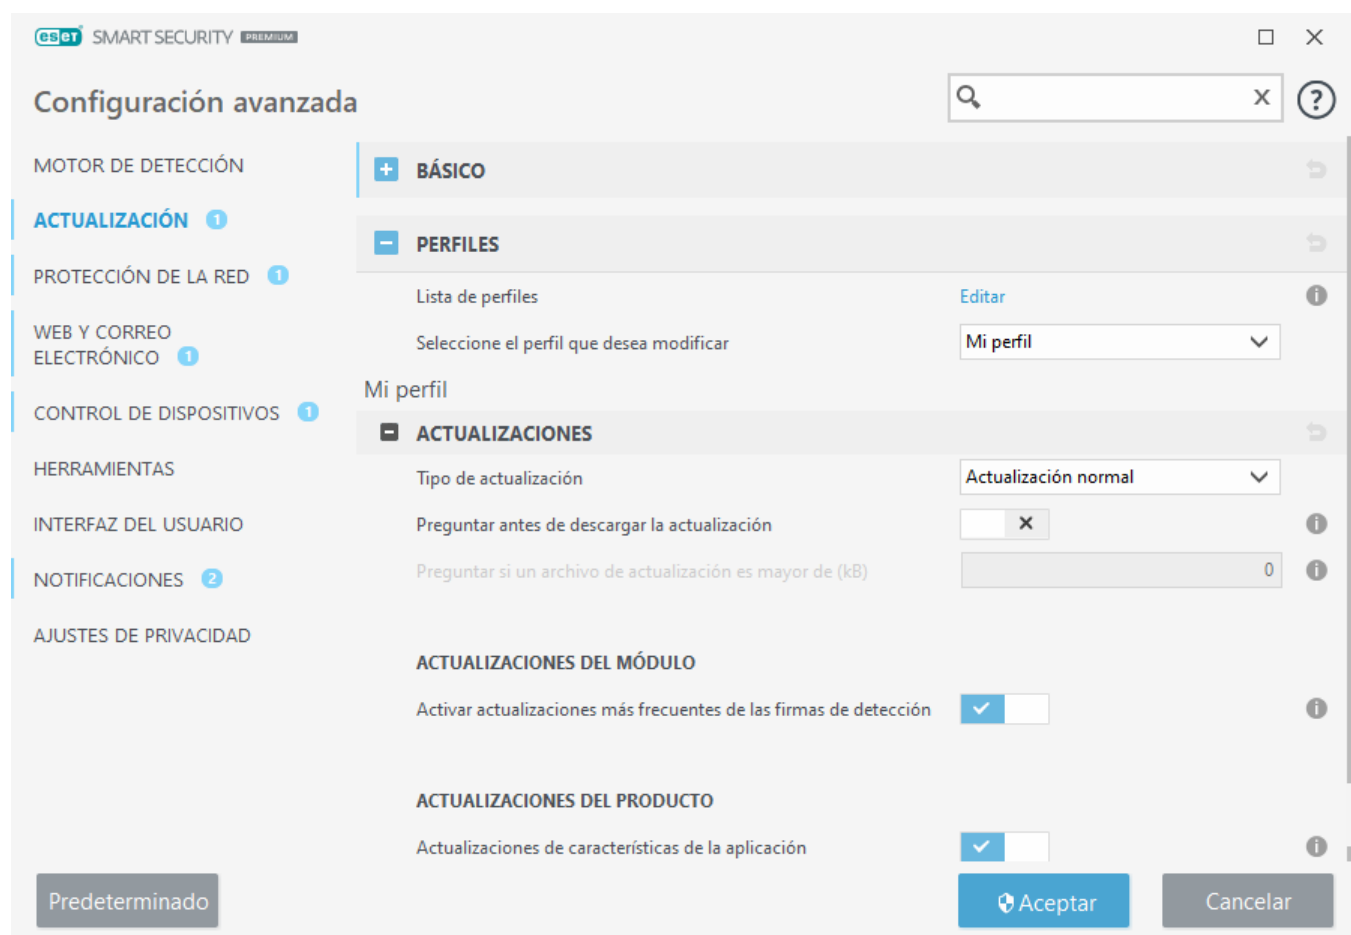 eset SMART SECURITY PREMIUM
Configuración avanzada
X
?
MOTOR DE DETECCIÓN
ACTUALIZACIÓN 1
PROTECCIÓN DE LA RED 1
WEB Y CORREO
ELECTRÓNICO 1
CONTROL DE DISPOSITIVOS 1
HERRAMIENTAS
INTERFAZ DEL USUARIO
NOTIFICACIONES 2
AJUSTES DE PRIVACIDAD
BÁSICO
PERFILES
Lista de perfiles Editar
Seleccione el perfil que desea modificar Mi perfil
Mi perfil
ACTUALIZACIONES
Tipo de actualización Actualización normal
Preguntar antes de descargar la actualización
Preguntar si un archivo de actualización es mayor de (kB) 0
ACTUALIZACIONES DEL MÓDULO
Activar actualizaciones más frecuentes de las firmas de detección
ACTUALIZACIONES DEL PRODUCTO
Actualizaciones de características de la aplicación
Predeterminado Aceptar Cancelar